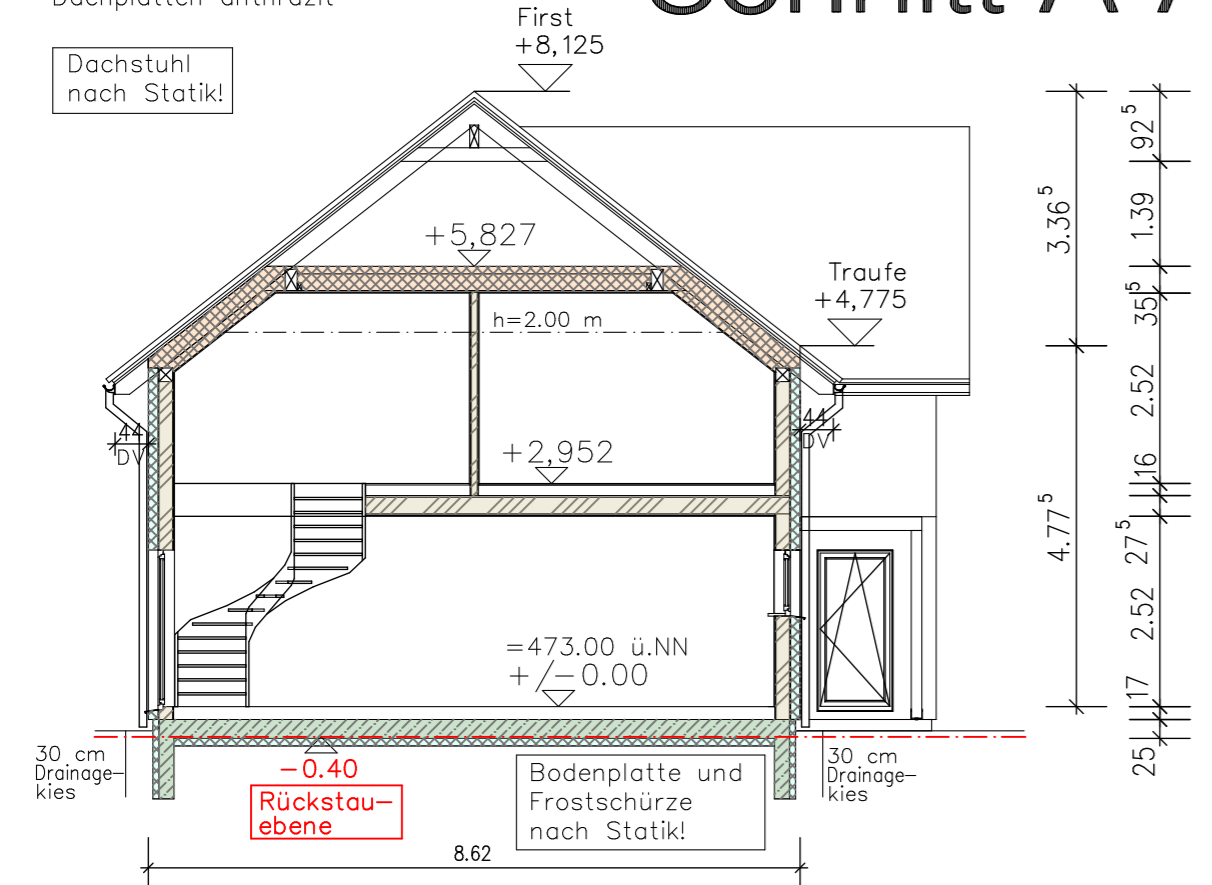 Dachplatten anthrazit
Schnitt A-A
First
+8,125
Dachstuhl
nach Statik!
+5,827
h=2.00 m
Traufe
+4,775
44
DV
44
DV
+2,952
=473.00 ü.NN
+/-0.00
30 cm
Drainage-
kies
-0.40
Rückstau-
ebene
Bodenplatte und
Frostschürze
nach Statik!
30 cm
Drainage-
kies
8.62
3.36⁵
4.77⁵
92⁵
1.39
35⁵
2.52
16
27⁵
2.52
17
25